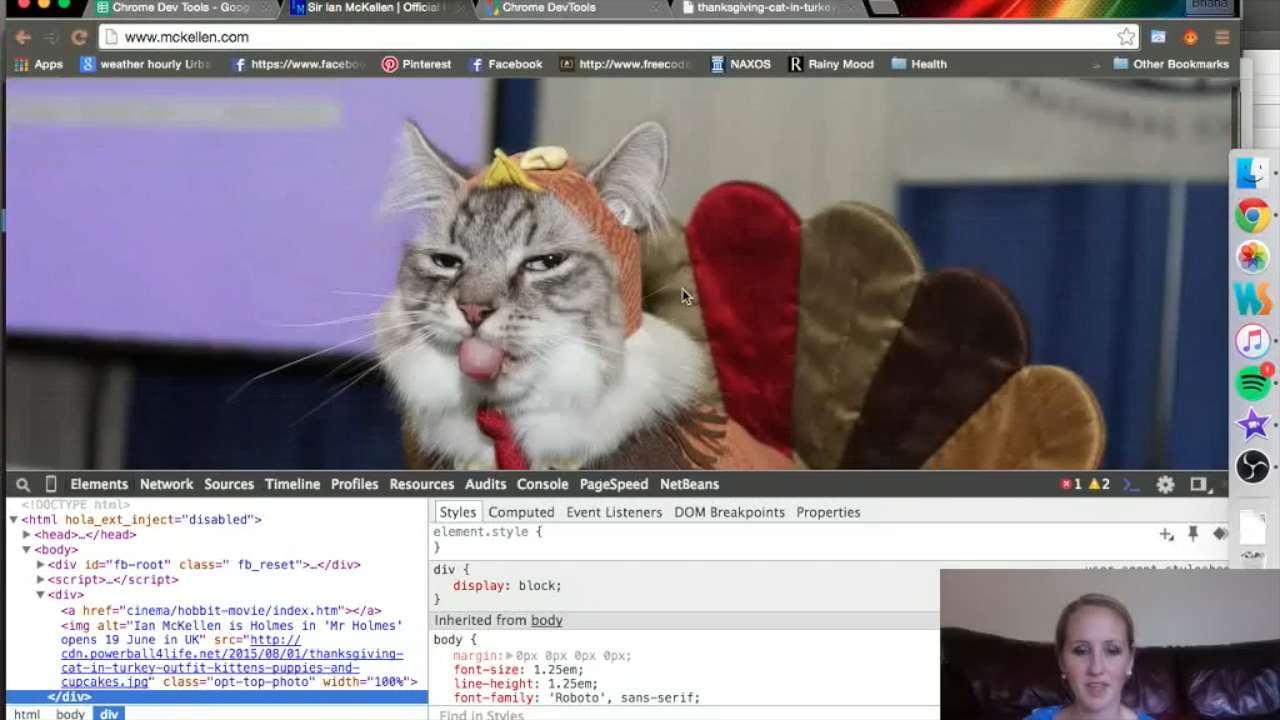 Chrome Dev Tools - Goog
Sir Ian McKellen | Official
Chrome DevTools
thanksgiving-cat-in-turkey
Briana
www.mckellen.com
Apps
weather hourly Urb
https://www.facebo
Pinterest
Facebook
http://www.freecod
NAXOS
Rainy Mood
Health
»
Other Bookmarks
Elements Network Sources Timeline Profiles Resources Audits Console PageSpeed NetBeans
1 2
<!DOCTYPE html>
<html hola_ext_inject="disabled">
<head>…</head>
<body>
<div id="fb-root" class=" fb_reset">…</div>
<script>…</script>
<div>
<a href="cinema/hobbit-movie/index.htm"></a>
<img alt="Ian McKellen is Holmes in 'Mr Holmes'
opens 19 June in UK" src="http://
cdn.powerball4life.net/2015/08/01/thanksgiving-
cat-in-turkey-outfit-kittens-puppies-and-
cupcakes.jpg" class="opt-top-photo" width="100%">
</div>
html body div
Styles Computed Event Listeners DOM Breakpoints Properties
element.style {
}
div {
display: block;
}
Inherited from body
body {
margin: 0px 0px 0px 0px;
font-size: 1.25em;
line-height: 1.25em;
font-family: 'Roboto', sans-serif;
Find in Styles